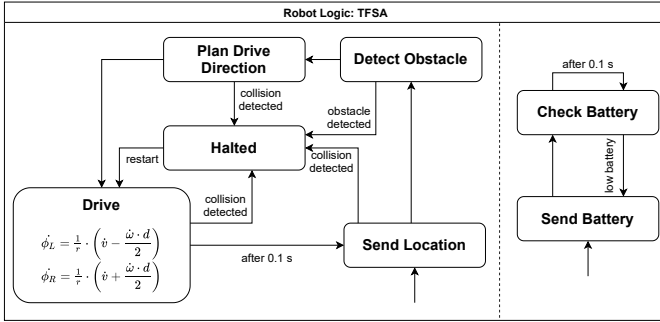 Robot Logic: TFSA
Plan Drive
Direction
Detect Obstacle
collision
detected
obstacle
detected
Halted
collision
detected
restart
Drive
collision
detected
\dot{\phi_L} = \frac{1}{r} \cdot \left( \dot{v} - \frac{\dot{\omega} \cdot d}{2} \right)
\dot{\phi_R} = \frac{1}{r} \cdot \left( \dot{v} + \frac{\dot{\omega} \cdot d}{2} \right)
after 0.1 s
Send Location
after 0.1 s
Check Battery
low battery
Send Battery